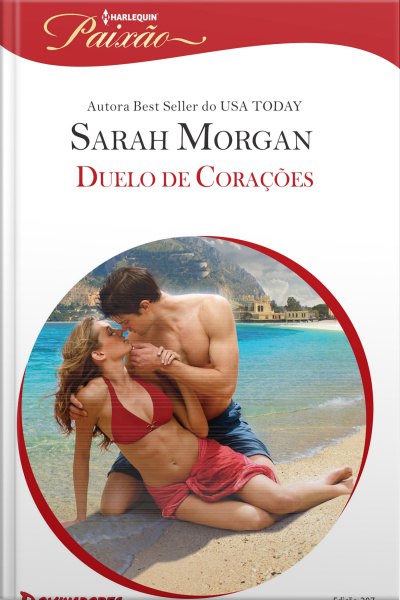 HARLEQUIN
Paixão
Autora Best Seller do USA TODAY
SARAH MORGAN
DUELO DE CORAÇÕES